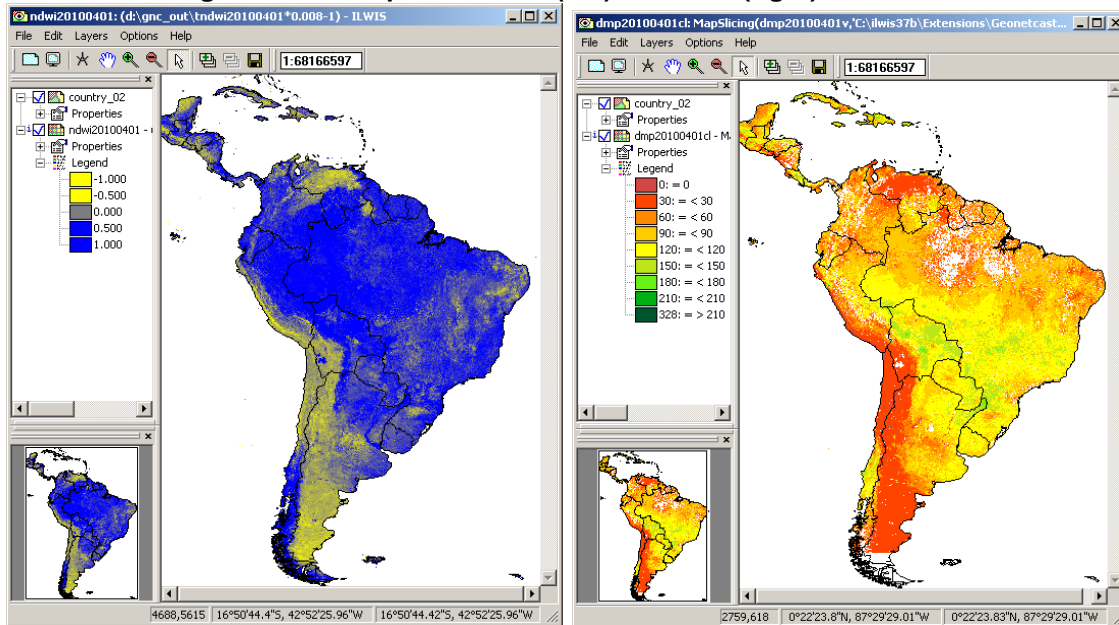 ndwi20100401: (d:\gnc_out\tndwi20100401*0.008-1) - ILWIS
File Edit Layers Options Help
1:68166597
country_02
Properties
ndwi20100401 -
Properties
Legend
-1.000
-0.500
0.000
0.500
1.000
4688,5615 16°50'44.4"S, 42°52'25.96"W 16°50'44.42"S, 42°52'25.96"W
dmp20100401cl: MapSlicing(dmp20100401v,'C:\ilwis37b\Extensions\Geonetcast...
File Edit Layers Options Help
1:68166597
country_02
Properties
dmp20100401cl - M
Properties
Legend
0: = 0
30: = < 30
60: = < 60
90: = < 90
120: = < 120
150: = < 150
180: = < 180
210: = < 210
328: = > 210
2759,618 0°22'23.8"N, 87°29'29.01"W 0°22'23.83"N, 87°29'29.01"W